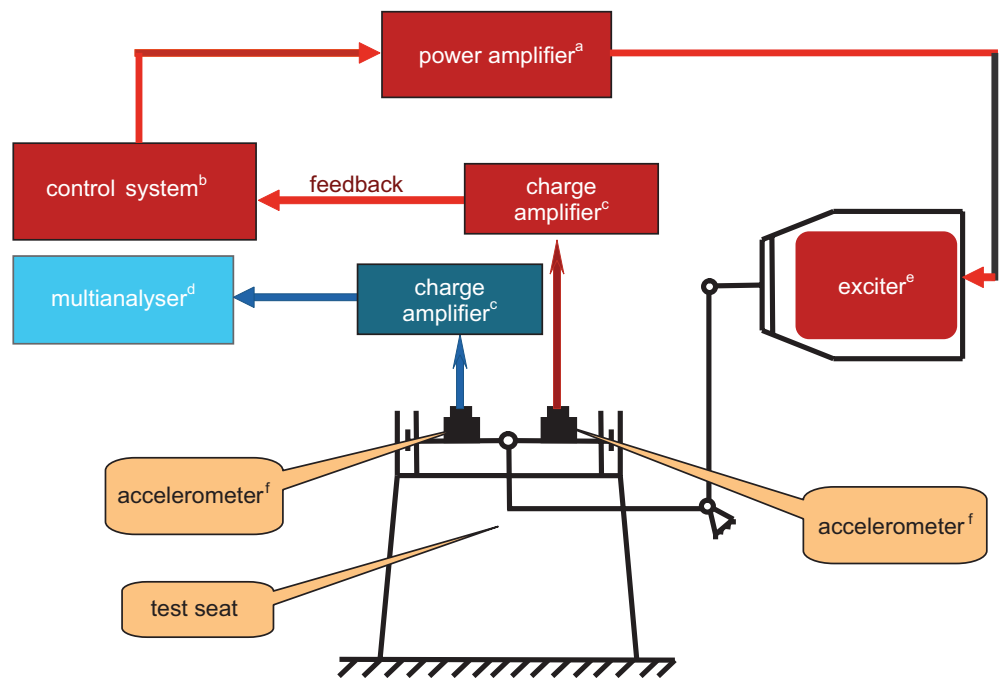 power amplifierᵃ
control systemᵇ
feedback
charge
amplifierᶜ
multianalyserᵈ
charge
amplifierᶜ
exciterᵉ
accelerometerᶠ
accelerometerᶠ
test seat